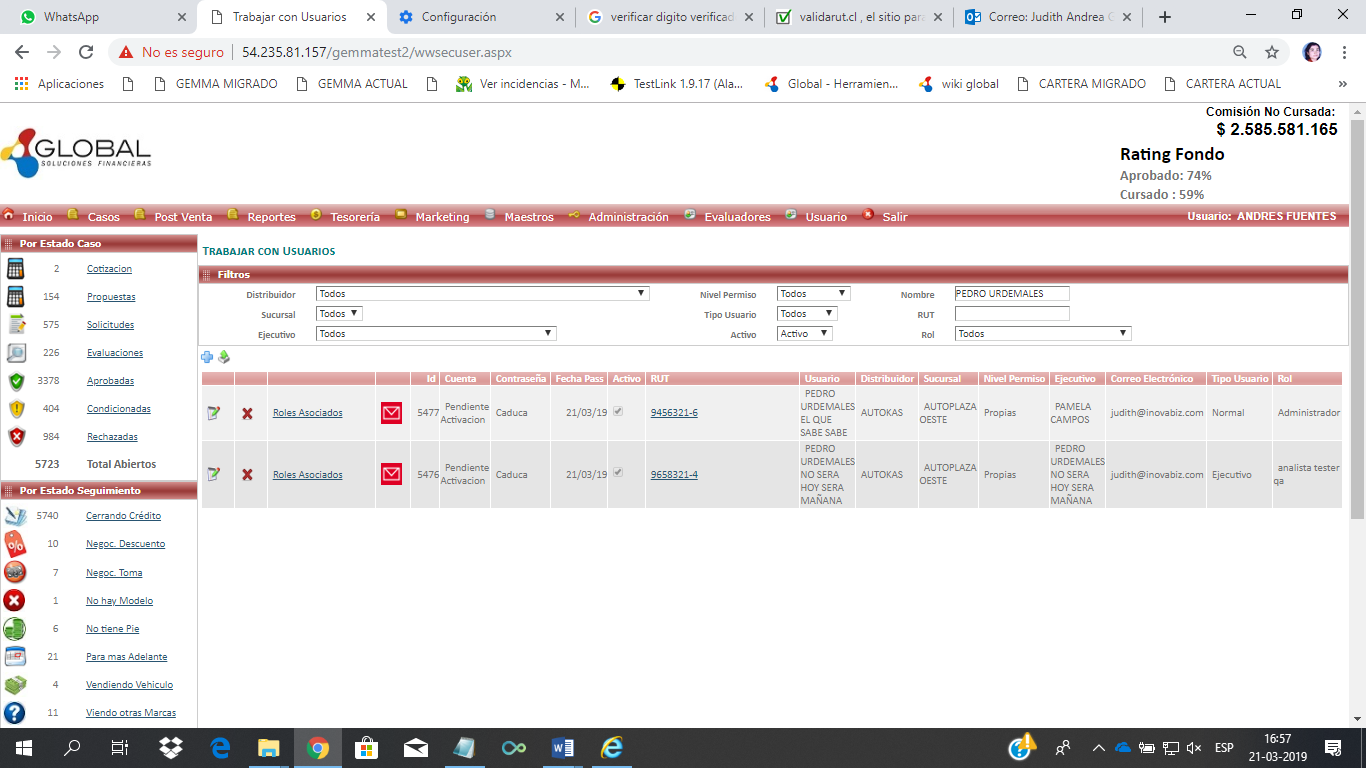 WhatsApp
Trabajar con Usuarios
Configuración
verificar digito verificad
validarut.cl , el sitio par
Correo: Judith Andrea G
No es seguro | 54.235.81.157/gemmatest2/wwsecuser.aspx
Aplicaciones
GEMMA MIGRADO
GEMMA ACTUAL
Ver incidencias - M...
TestLink 1.9.17 (Ala...
Global - Herramien...
wiki global
CARTERA MIGRADO
CARTERA ACTUAL
»
GLOBAL
SOLUCIONES FINANCIERAS
Comisión No Cursada:
$ 2.585.581.165
Rating Fondo
Aprobado: 74%
Cursado : 59%
Inicio Casos Post Venta Reportes Tesorería Marketing Maestros Administración Evaluadores Usuario Salir Usuario: ANDRES FUENTES
Por Estado Caso
2 Cotizacion
154 Propuestas
575 Solicitudes
226 Evaluaciones
3378 Aprobadas
404 Condicionadas
984 Rechazadas
5723 Total Abiertos
Por Estado Seguimiento
5740 Cerrando Crédito
10 Negoc. Descuento
7 Negoc. Toma
1 No hay Modelo
6 No tiene Pie
21 Para mas Adelante
4 Vendiendo Vehiculo
11 Viendo otras Marcas
TRABAJAR CON USUARIOS
Filtros
Distribuidor Todos Nivel Permiso Todos Nombre PEDRO URDEMALES
Sucursal Todos Tipo Usuario Todos RUT
Ejecutivo Todos Activo Activo Rol Todos
Id Cuenta Contraseña Fecha Pass Activo RUT Usuario Distribuidor Sucursal Nivel Permiso Ejecutivo Correo Electrónico Tipo Usuario Rol
Roles Asociados 5477 Pendiente Activacion Caduca 21/03/19 9456321-6 PEDRO URDEMALES EL QUE SABE SABE AUTOKAS AUTOPLAZA OESTE Propias PAMELA CAMPOS judith@inovabiz.com Normal Administrador
Roles Asociados 5476 Pendiente Activacion Caduca 21/03/19 9658321-4 PEDRO URDEMALES NO SERA HOY SERA MAÑANA AUTOKAS AUTOPLAZA OESTE Propias PEDRO URDEMALES NO SERA HOY SERA MAÑANA judith@inovabiz.com Ejecutivo analista tester qa
ESP
16:57
21-03-2019